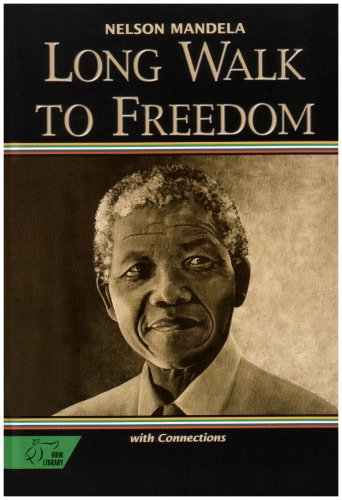 NELSON MANDELA
LONG WALK
TO FREEDOM
with Connections
HRW
LIBRARY